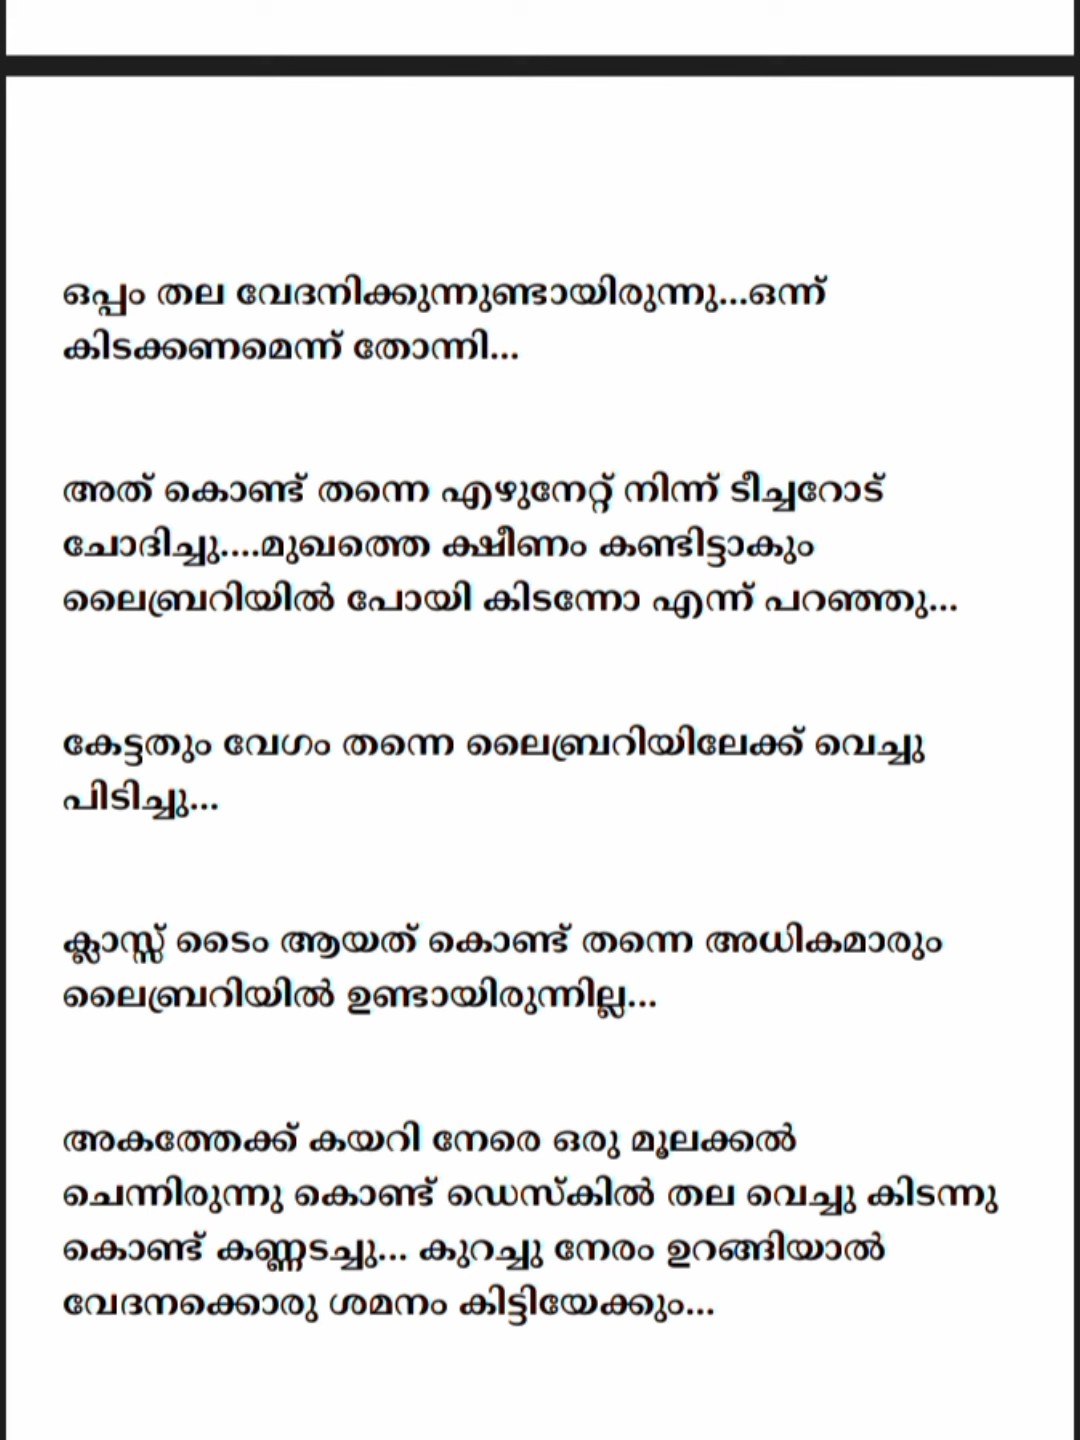 ഒപ്പം തല വേദനിക്കുന്നുണ്ടായിരുന്നു...ഒന്ന്
കിടക്കണമെന്ന് തോന്നി...
അത് കൊണ്ട് തന്നെ എഴുനേറ്റ് നിന്ന് ടീച്ചറോട്
ചോദിച്ചു....മുഖത്തെ ക്ഷീണം കണ്ടിട്ടാകും
ലൈബ്രറിയിൽ പോയി കിടന്നോ എന്ന് പറഞ്ഞു...
കേട്ടതും വേഗം തന്നെ ലൈബ്രറിയിലേക്ക് വെച്ചു
പിടിച്ചു...
ക്ലാസ്സ് ടൈം ആയത് കൊണ്ട് തന്നെ അധികമാരും
ലൈബ്രറിയിൽ ഉണ്ടായിരുന്നില്ല...
അകത്തേക്ക് കയറി നേരെ ഒരു മൂലക്കൽ
ചെന്നിരുന്നു കൊണ്ട് ഡെസ്കിൽ തല വെച്ചു കിടന്നു
കൊണ്ട് കണ്ണടച്ചു... കുറച്ചു നേരം ഉറങ്ങിയാൽ
വേദനക്കൊരു ശമനം കിട്ടിയേക്കും...